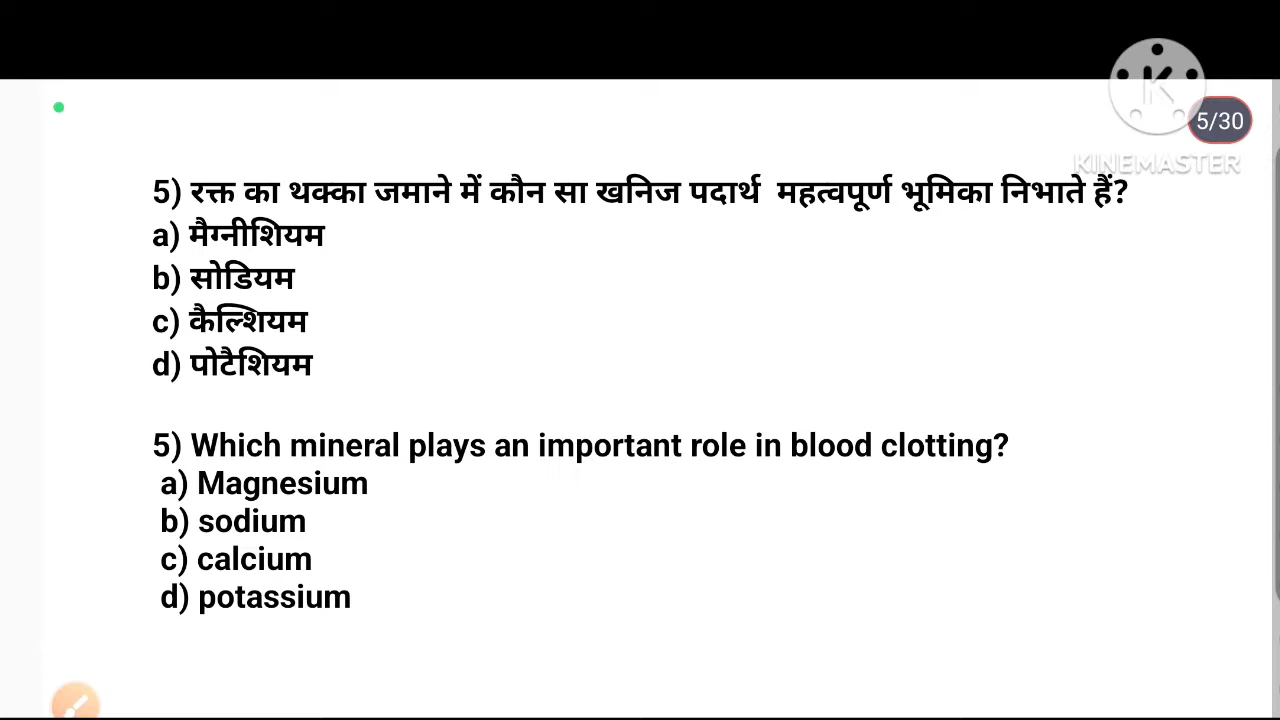 KINEMASTER
5/30
5) रक्त का थक्का जमाने में कौन सा खनिज पदार्थ महत्वपूर्ण भूमिका निभाते हैं?
a) मैग्नीशियम
b) सोडियम
c) कैल्शियम
d) पोटैशियम
5) Which mineral plays an important role in blood clotting?
a) Magnesium
b) sodium
c) calcium
d) potassium